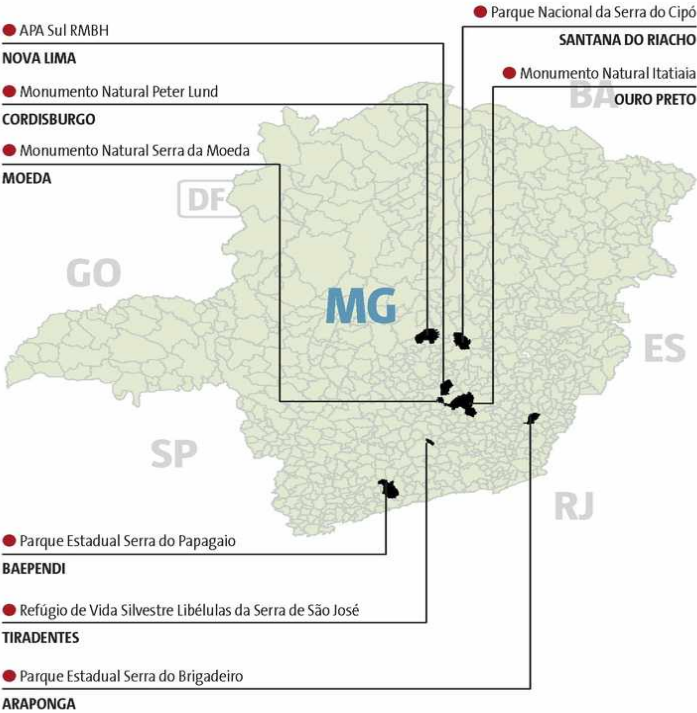 Parque Nacional da Serra do Cipó
SANTANA DO RIACHO
APA Sul RMBH
NOVA LIMA
Monumento Natural Itatiaia
OURO PRETO
BA
Monumento Natural Peter Lund
CORDISBURGO
Monumento Natural Serra da Moeda
MOEDA
DF
GO
MG
ES
SP
RJ
Parque Estadual Serra do Papagaio
BAEPENDI
Refúgio de Vida Silvestre Libélulas da Serra de São José
TIRADENTES
Parque Estadual Serra do Brigadeiro
ARAPONGA